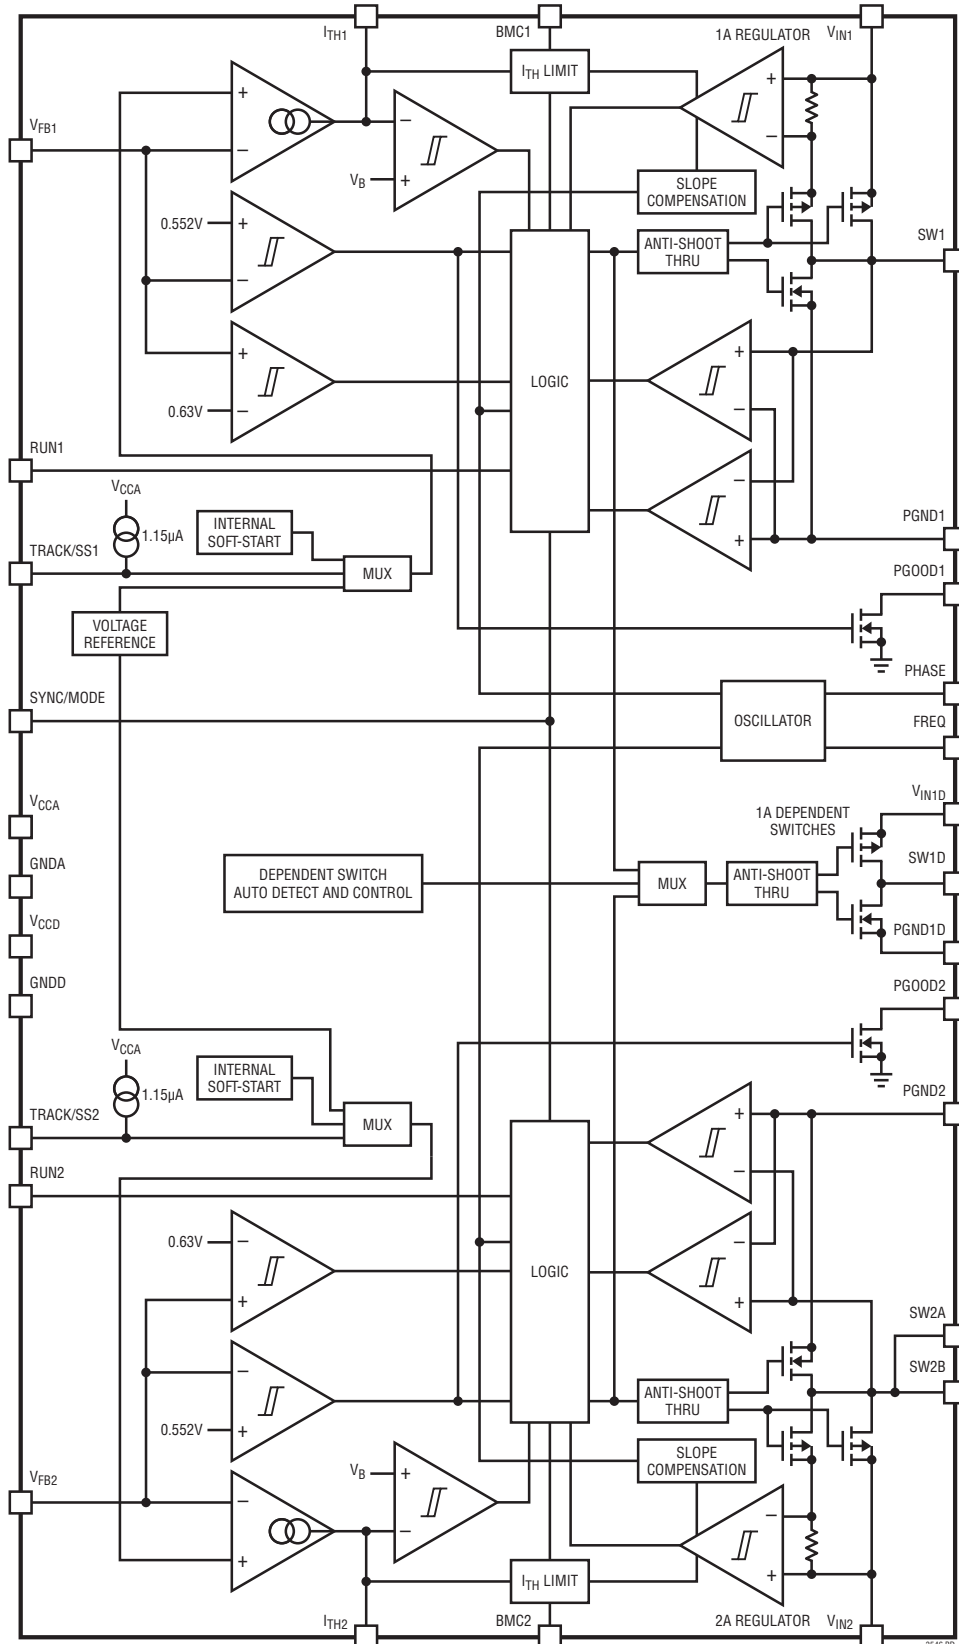 ITH1
BMC1
1A REGULATOR
VIN1
ITH LIMIT
+
+
−
VFB1
−
−
VB
+
SLOPE
COMPENSATION
0.552V
+
ANTI-SHOOT
THRU
SW1
−
+
+
LOGIC
0.63V
−
−
RUN1
−
VCCA
1.15µA
INTERNAL
SOFT-START
PGND1
+
TRACK/SS1
MUX
PGOOD1
VOLTAGE
REFERENCE
PHASE
SYNC/MODE
OSCILLATOR
FREQ
VCCA
VIN1D
1A DEPENDENT
SWITCHES
GNDA
SW1D
DEPENDENT SWITCH
AUTO DETECT AND CONTROL
MUX
ANTI-SHOOT
THRU
VCCD
PGND1D
GNDD
PGOOD2
VCCA
INTERNAL
SOFT-START
1.15µA
PGND2
TRACK/SS2
MUX
+
RUN2
−
0.63V
−
−
LOGIC
+
+
SW2A
−
SW2B
ANTI-SHOOT
THRU
0.552V
+
SLOPE
COMPENSATION
VFB2
VB
+
−
−
−
+
+
ITH LIMIT
ITH2
BMC2
2A REGULATOR
VIN2